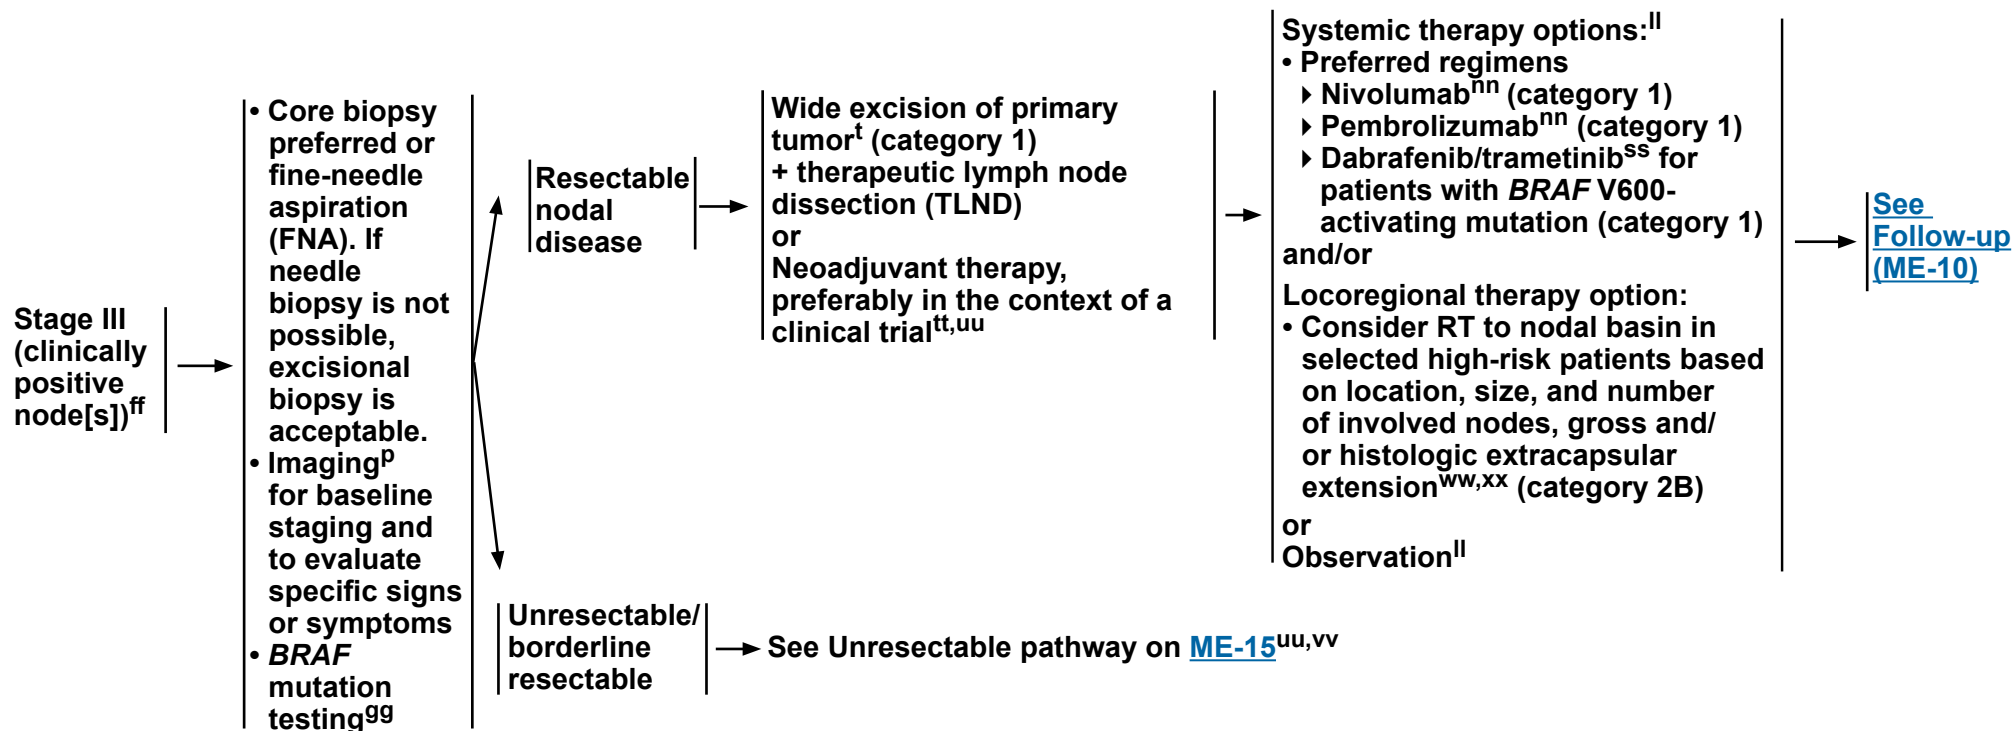 Stage III
(clinically
positive
node[s])ff
• Core biopsy
preferred or
fine-needle
aspiration
(FNA). If
needle
biopsy is not
possible,
excisional
biopsy is
acceptable.
• Imagingp
for baseline
staging and
to evaluate
specific signs
or symptoms
• BRAF
mutation
testinggg
Resectable
nodal
disease
Wide excision of primary
tumort (category 1)
+ therapeutic lymph node
dissection (TLND)
or
Neoadjuvant therapy,
preferably in the context of a
clinical trialtt,uu
Systemic therapy options:ll
• Preferred regimens
▸ Nivolumabnn (category 1)
▸ Pembrolizumabnn (category 1)
▸ Dabrafenib/trametinibss for
patients with BRAF V600-
activating mutation (category 1)
and/or
Locoregional therapy option:
• Consider RT to nodal basin in
selected high-risk patients based
on location, size, and number
of involved nodes, gross and/
or histologic extracapsular
extensionww,xx (category 2B)
or
Observationll
See
Follow-up
(ME-10)
Unresectable/
borderline
resectable
See Unresectable pathway on ME-15uu,vv